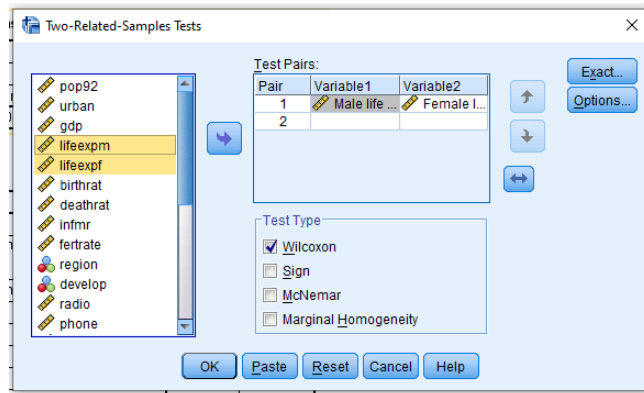 Two-Related-Samples Tests
pop92
urban
gdp
lifeexpm
lifeexpf
birthrat
deathrat
infmr
fertrate
region
develop
radio
phone
Test Pairs:
Pair Variable1 Variable2
1 Male life ... Female l...
2
Test Type
Wilcoxon
Sign
McNemar
Marginal Homogeneity
Exact...
Options...
OK Paste Reset Cancel Help